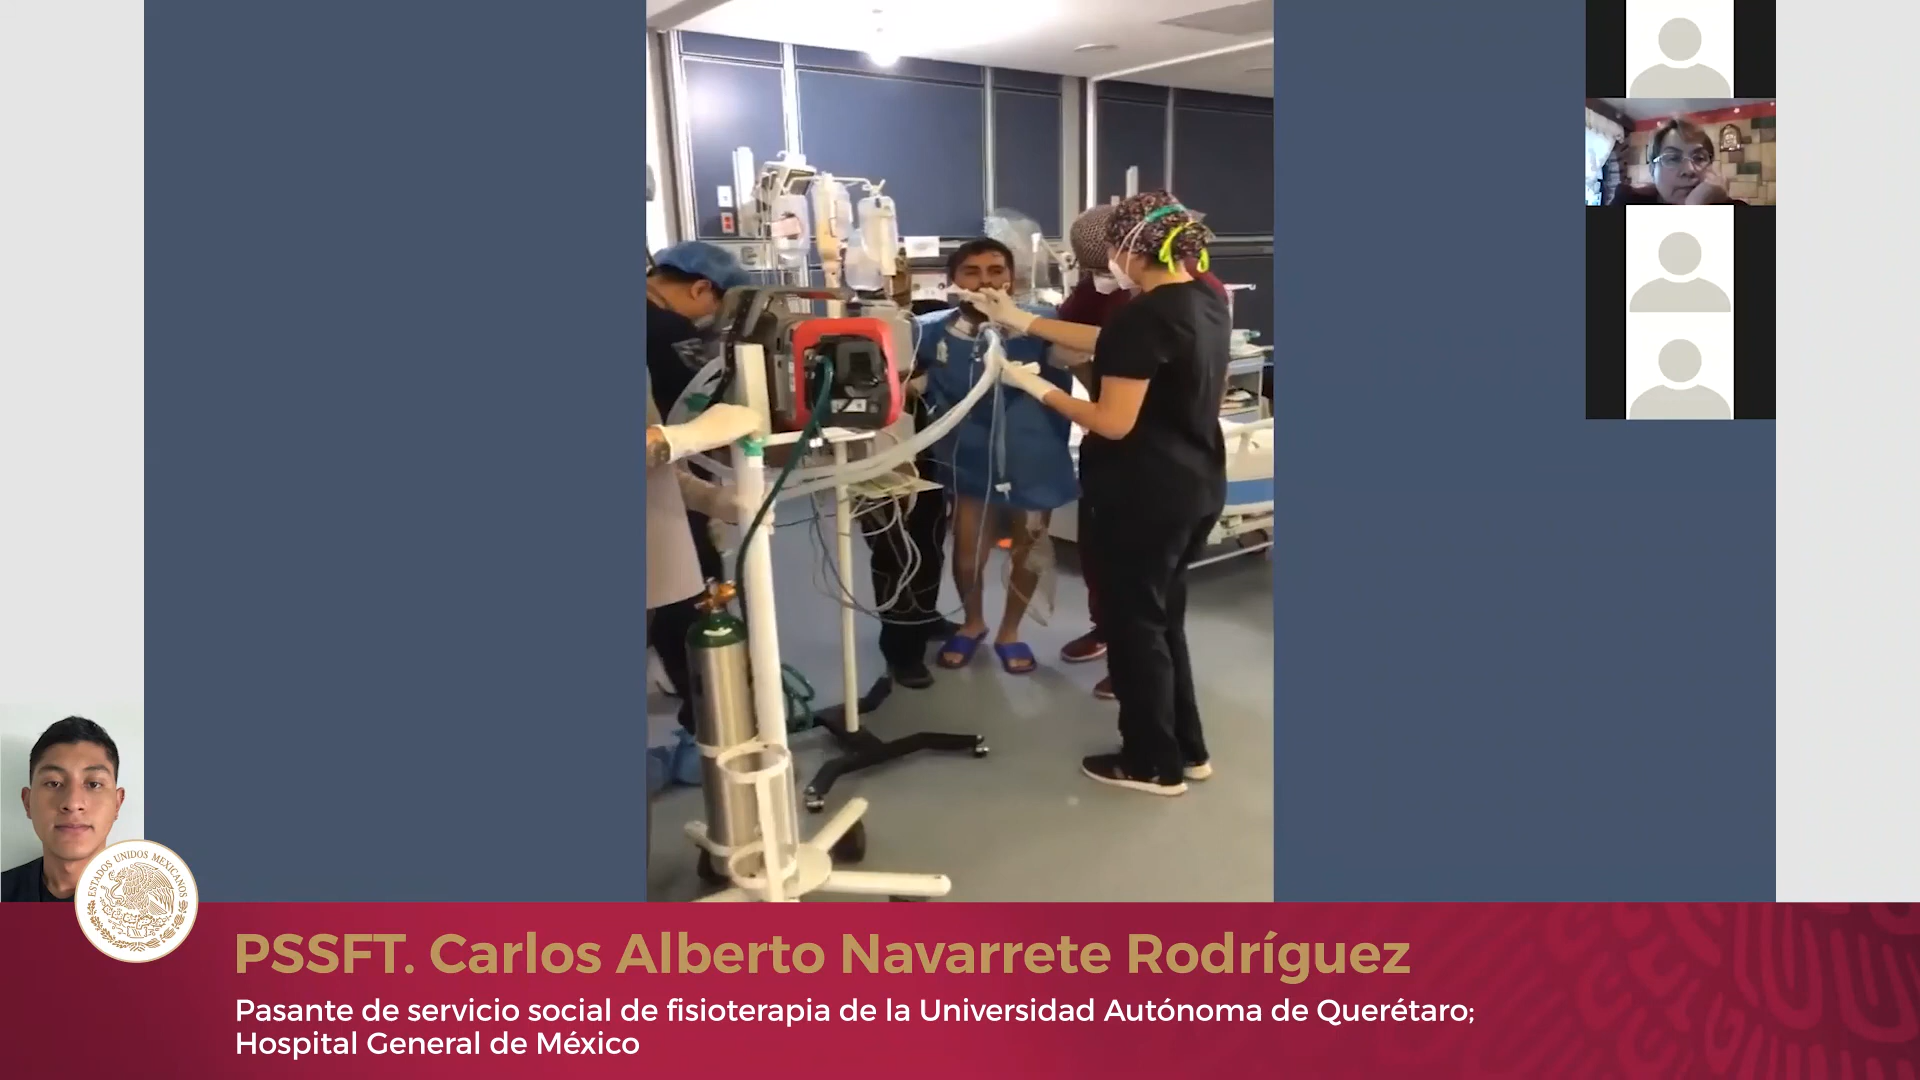 ESTADOS UNIDOS MEXICANOS
PSSFT. Carlos Alberto Navarrete Rodríguez
Pasante de servicio social de fisioterapia de la Universidad Autónoma de Querétaro;
Hospital General de México